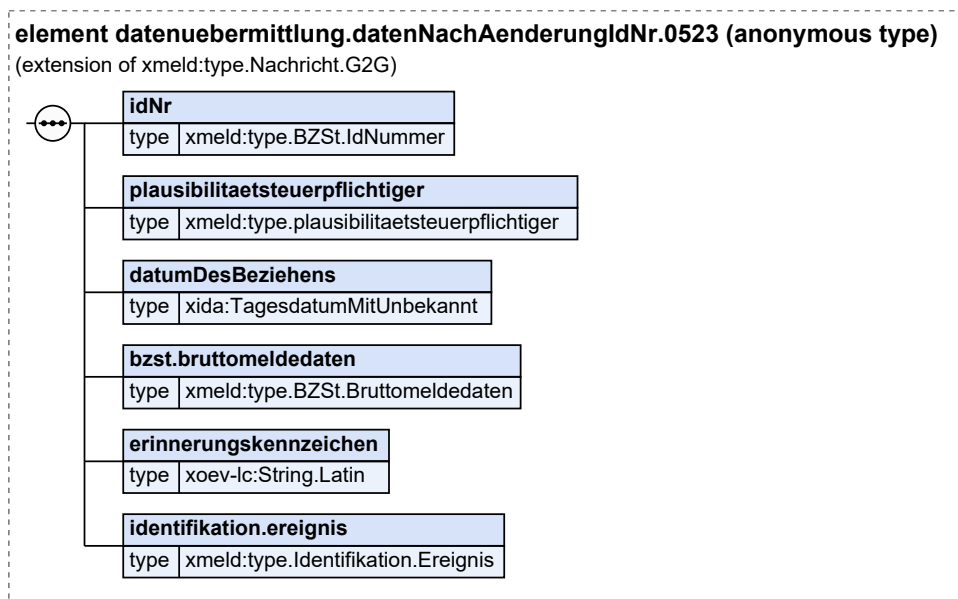 element datenuebermittlung.datenNachAenderungIdNr.0523 (anonymous type)
(extension of xmeld:type.Nachricht.G2G)
idNr
type xmeld:type.BZSt.IdNummer
plausibilitaetsteuerpflichtiger
type xmeld:type.plausibilitaetsteuerpflichtiger
datumDesBeziehens
type xida:TagesdatumMitUnbekannt
bzst.bruttomeldedaten
type xmeld:type.BZSt.Bruttomeldedaten
erinnerungskennzeichen
type xoev-lc:String.Latin
identifikation.ereignis
type xmeld:type.Identifikation.Ereignis